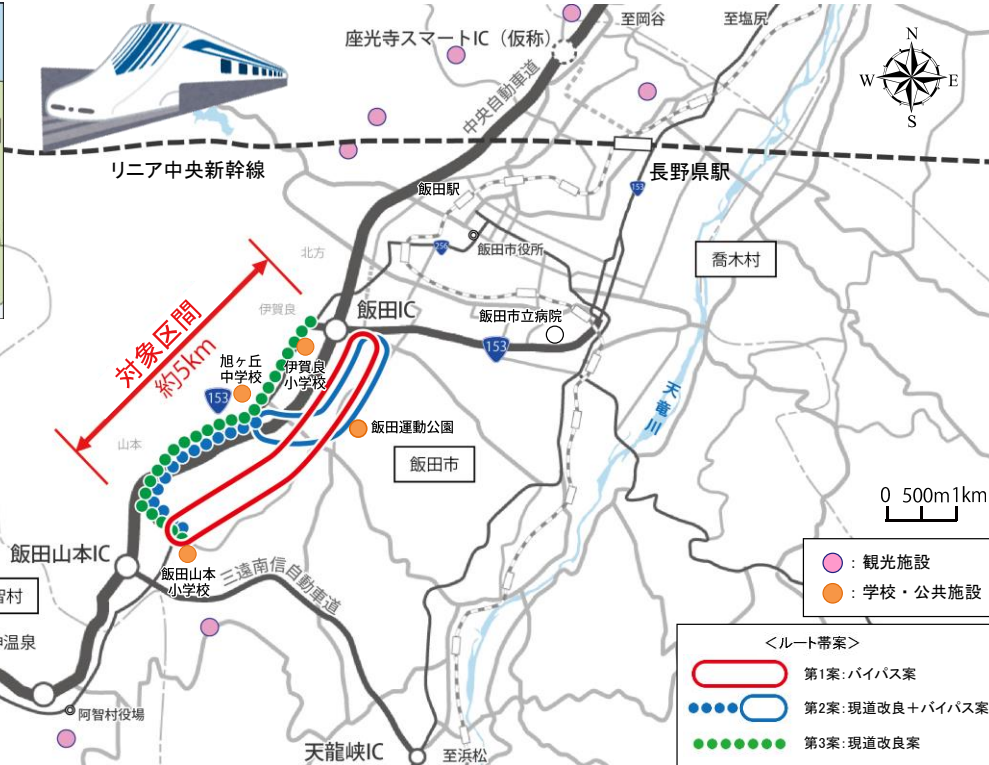 至岡谷
至塩尻
座光寺スマートIC（仮称）
N
W
E
S
中央自動車道
リニア中央新幹線
長野県駅
飯田駅
153
256
飯田市役所
喬木村
北方
伊賀良
飯田IC
飯田市立病院
153
対象区間
約5km
旭ヶ丘
中学校
伊賀良
小学校
153
天竜川
飯田運動公園
山本
飯田市
0 500m 1km
飯田山本IC
飯田山本
小学校
三遠南信自動車道
智村
温泉
阿智村役場
天龍峡IC
至浜松
：観光施設
：学校・公共施設
＜ルート帯案＞
第1案：バイパス案
第2案：現道改良＋バイパス案
第3案：現道改良案